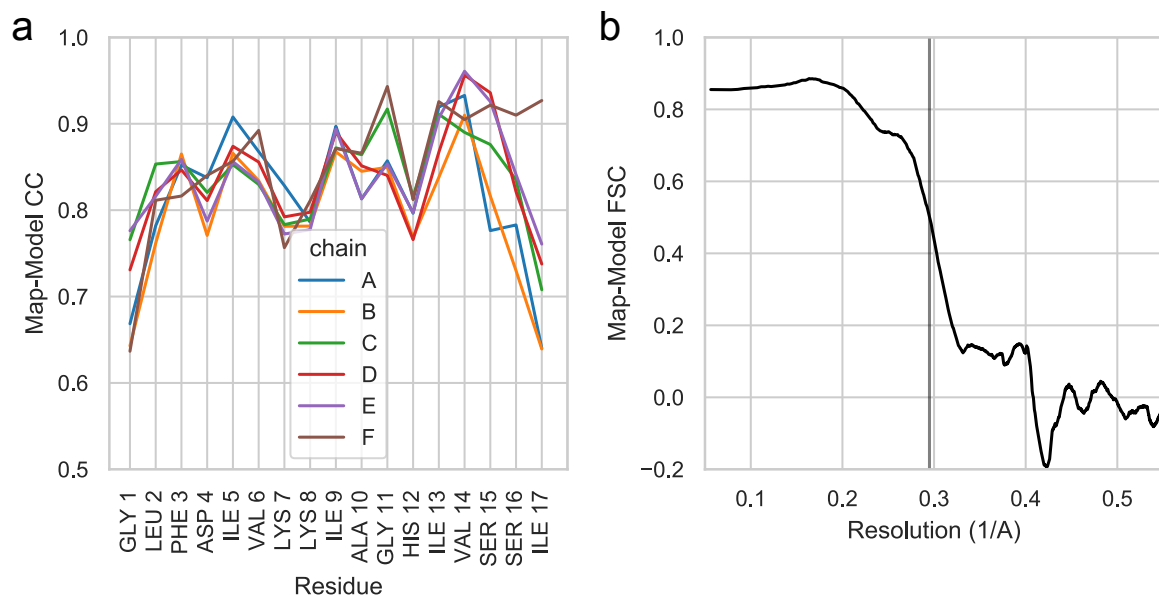 a
Map-Model CC
1.0
0.9
0.8
0.7
0.6
0.5
chain
A
B
C
D
E
F
GLY 1
LEU 2
PHE 3
ASP 4
ILE 5
VAL 6
LYS 7
LYS 8
ILE 9
ALA 10
GLY 11
HIS 12
ILE 13
VAL 14
SER 15
SER 16
ILE 17
Residue
b
Map-Model FSC
1.0
0.8
0.6
0.4
0.2
0.0
−0.2
0.1
0.2
0.3
0.4
0.5
Resolution (1/A)